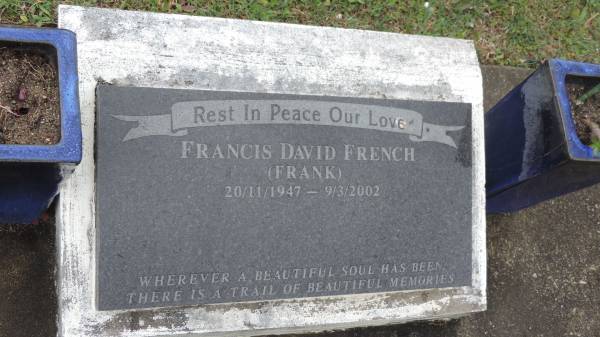 Rest In Peace Our Love
FRANCIS DAVID FRENCH
(FRANK)
20/11/1947 – 9/3/2002
WHEREVER A BEAUTIFUL SOUL HAS BEEN
THERE IS A TRAIL OF BEAUTIFUL MEMORIES